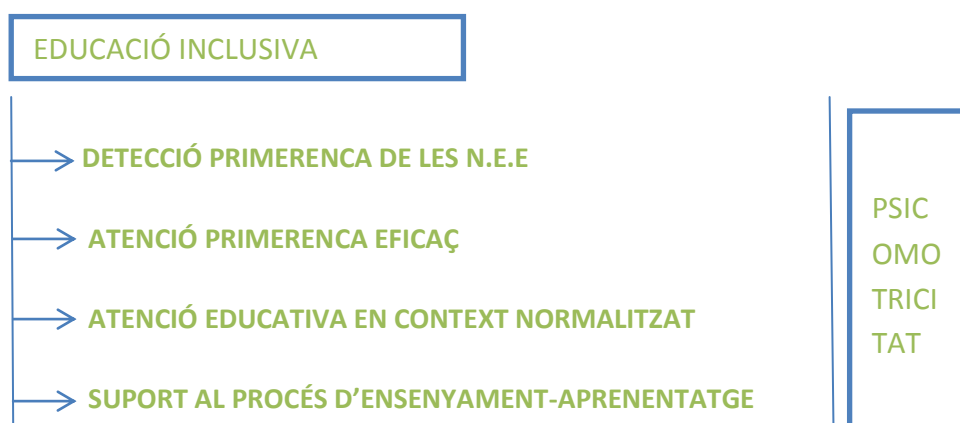 EDUCACIÓ INCLUSIVA
DETECCIÓ PRIMERENCA DE LES N.E.E
ATENCIÓ PRIMERENCA EFICAÇ
ATENCIÓ EDUCATIVA EN CONTEXT NORMALITZAT
SUPORT AL PROCÉS D’ENSENYAMENT-APRENENTATGE
PSIC
OMO
TRICI
TAT